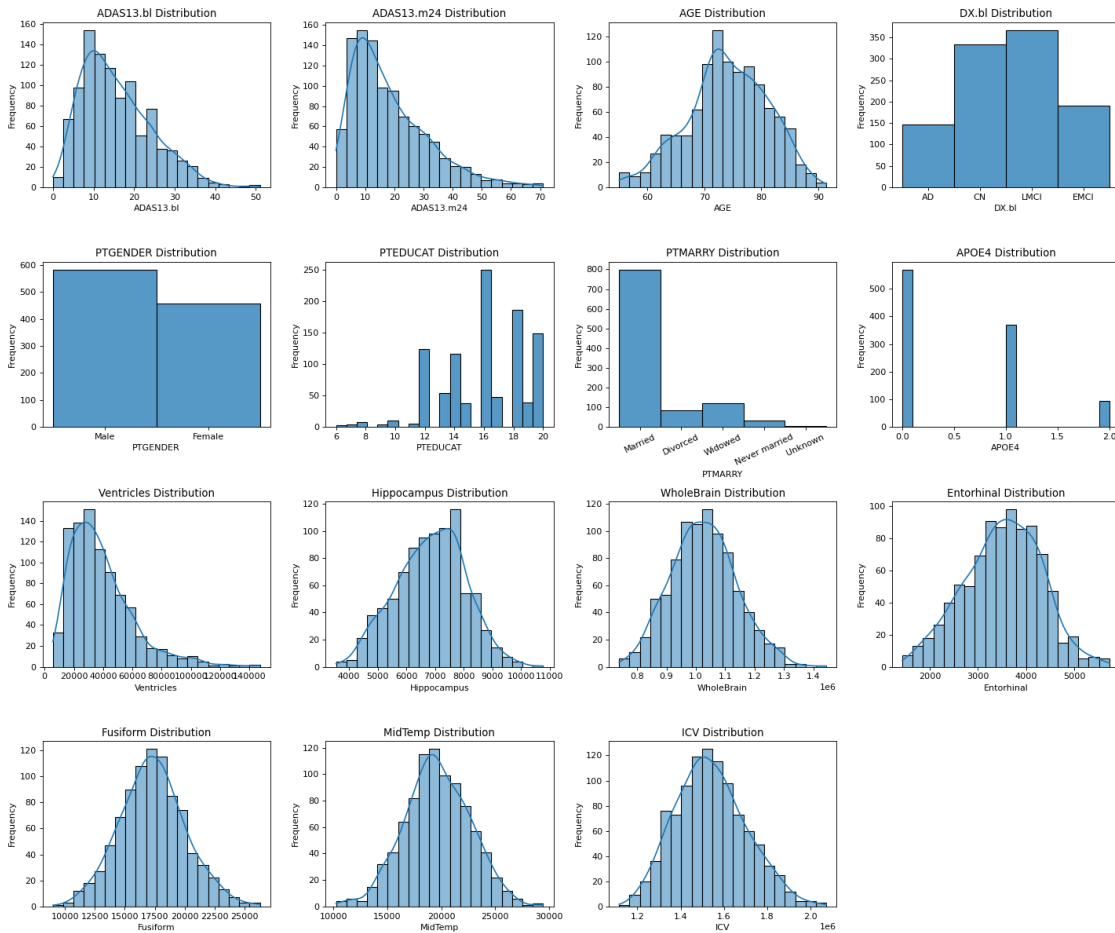 ADAS13.bl Distribution
Frequency
160
140
120
100
80
60
40
20
0
0 10 20 30 40 50
ADAS13.bl
ADAS13.m24 Distribution
Frequency
160
140
120
100
80
60
40
20
0
0 10 20 30 40 50 60 70
ADAS13.m24
AGE Distribution
Frequency
120
100
80
60
40
20
0
60 70 80 90
AGE
DX.bl Distribution
Frequency
350
300
250
200
150
100
50
0
AD CN LMCI EMCI
DX.bl
PTGENDER Distribution
Frequency
600
500
400
300
200
100
0
Male Female
PTGENDER
PTEDUCAT Distribution
Frequency
250
200
150
100
50
0
6 8 10 12 14 16 18 20
PTEDUCAT
PTMARRY Distribution
Frequency
800
700
600
500
400
300
200
100
0
Married Divorced Widowed Never married Unknown
PTMARRY
APOE4 Distribution
Frequency
500
400
300
200
100
0
0.0 0.5 1.0 1.5 2.0
APOE4
Ventricles Distribution
Frequency
140
120
100
80
60
40
20
0
0 20000 40000 60000 80000 100000 120000 140000
Ventricles
Hippocampus Distribution
Frequency
120
100
80
60
40
20
0
4000 5000 6000 7000 8000 9000 10000 11000
Hippocampus
WholeBrain Distribution
Frequency
120
100
80
60
40
20
0
0.8 0.9 1.0 1.1 1.2 1.3 1.4
1e6
WholeBrain
Entorhinal Distribution
Frequency
100
80
60
40
20
0
2000 3000 4000 5000
Entorhinal
Fusiform Distribution
Frequency
120
100
80
60
40
20
0
10000 12500 15000 17500 20000 22500 25000
Fusiform
MidTemp Distribution
Frequency
120
100
80
60
40
20
0
10000 15000 20000 25000 30000
MidTemp
ICV Distribution
Frequency
120
100
80
60
40
20
0
1.2 1.4 1.6 1.8 2.0
1e6
ICV